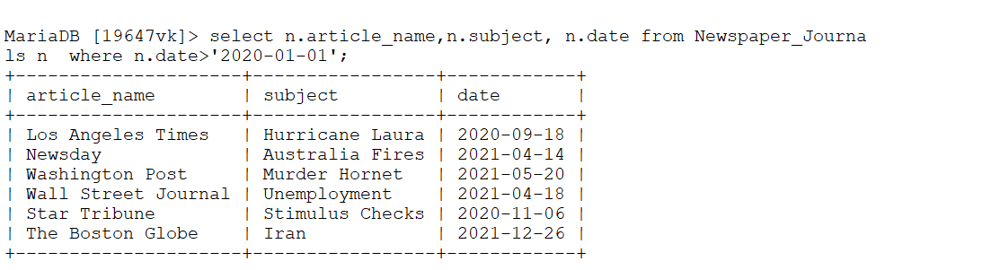 MariaDB [19647vk]> select n.article_name,n.subject, n.date from Newspaper_Journa
ls n  where n.date>'2020-01-01';
+---------------------+-----------------+------------+
| article_name        | subject         | date       |
+---------------------+-----------------+------------+
| Los Angeles Times   | Hurricane Laura | 2020-09-18 |
| Newsday             | Australia Fires | 2021-04-14 |
| Washington Post     | Murder Hornet   | 2021-05-20 |
| Wall Street Journal | Unemployment    | 2021-04-18 |
| Star Tribune        | Stimulus Checks | 2020-11-06 |
| The Boston Globe    | Iran            | 2021-12-26 |
+---------------------+-----------------+------------+